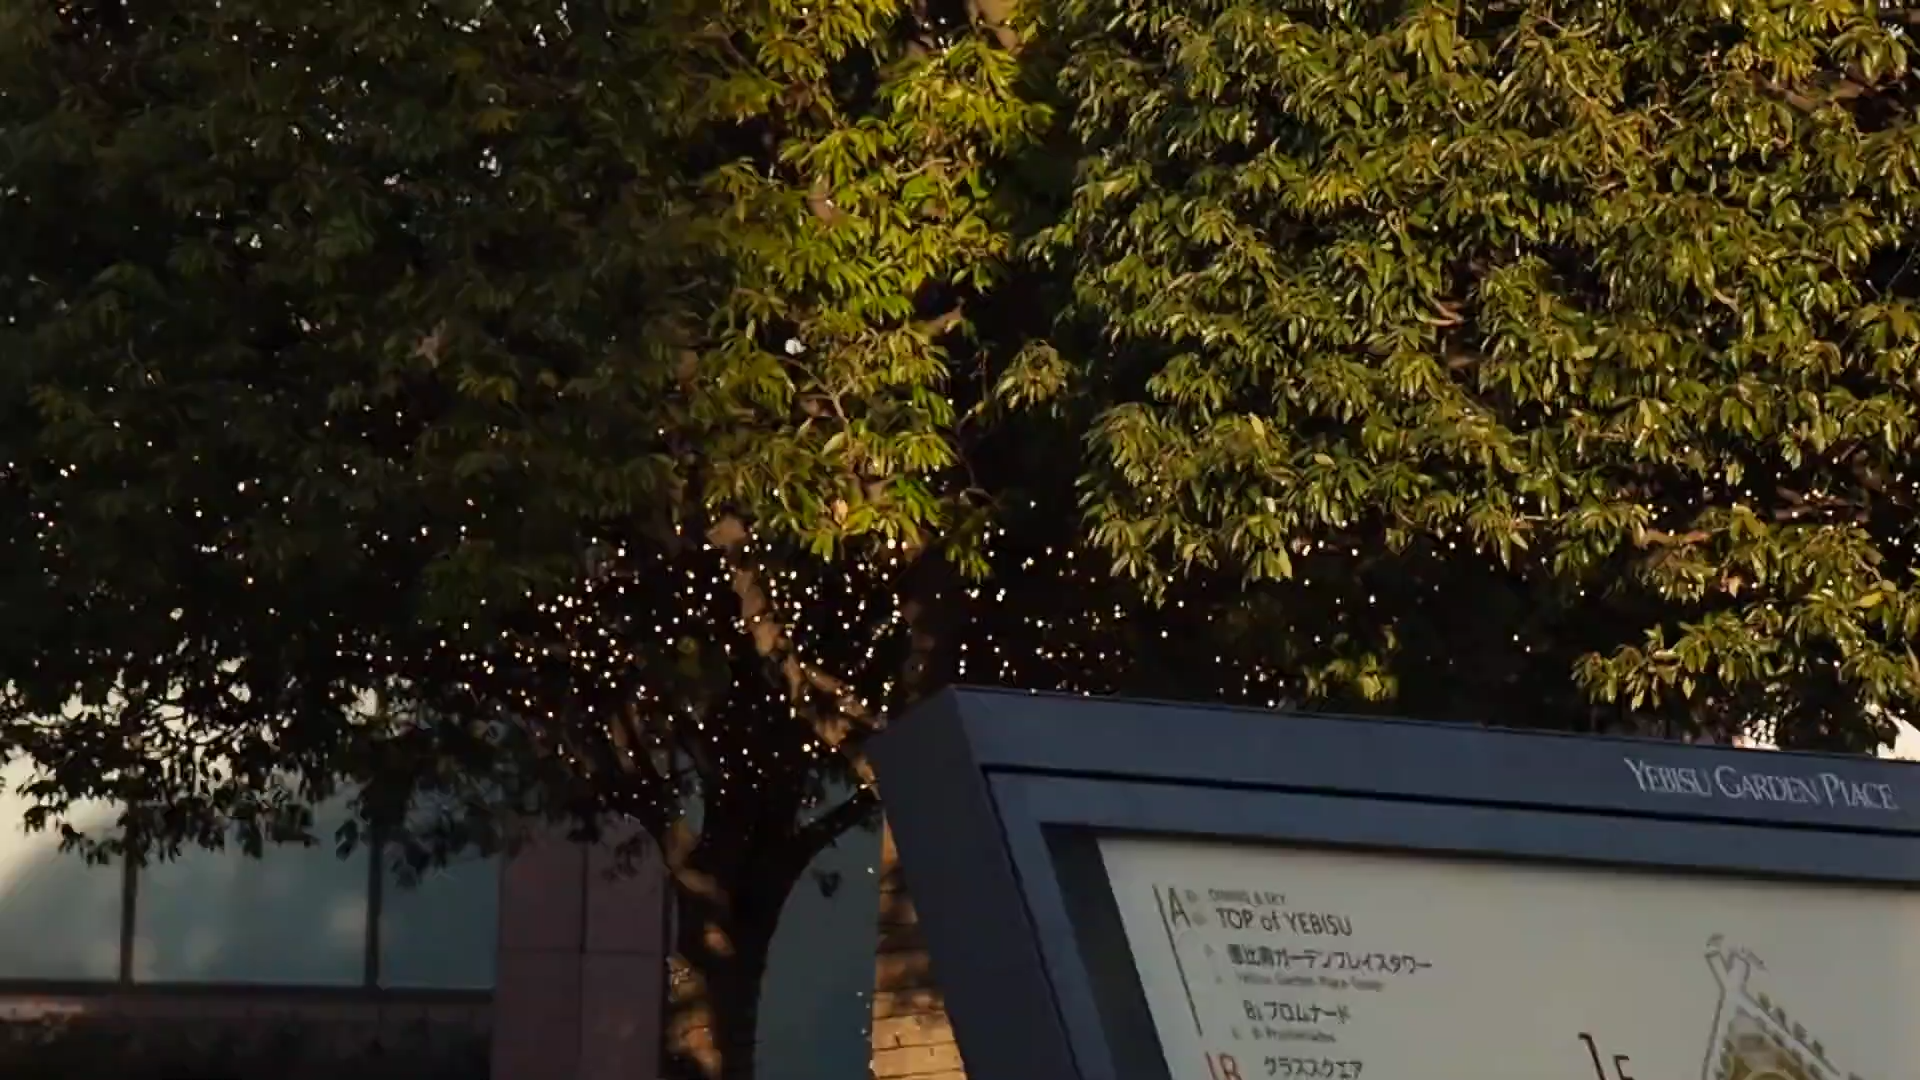 YEBISU GARDEN PLACE
A
TOP of YEBISU
恵比寿ガーデンプレイスタワー
B1 プロムナード
B グラススクエア
1F